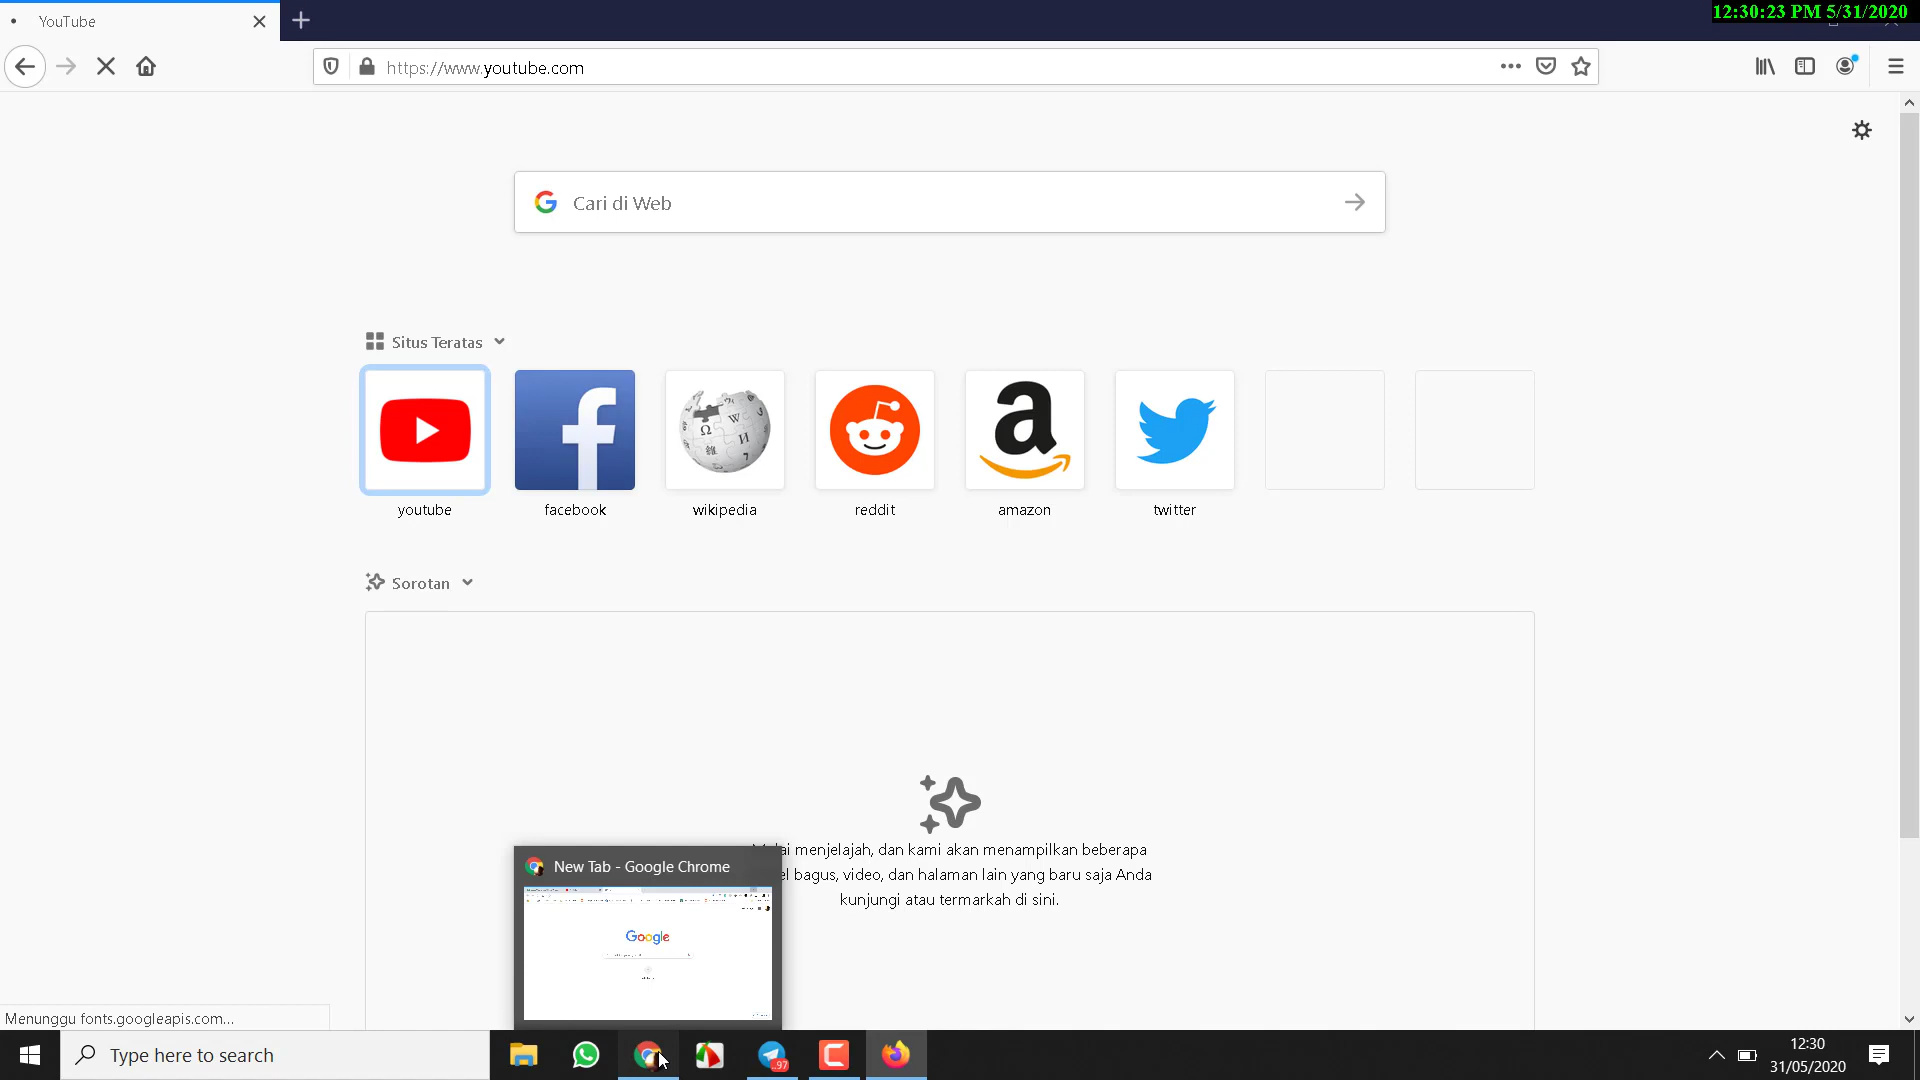 YouTube
12:30:23 PM 5/31/2020
https://www.youtube.com
Cari di Web
Situs Teratas
youtube
facebook
wikipedia
reddit
amazon
twitter
Sorotan
menjelajah, dan kami akan menampilkan beberapa
bagus, video, dan halaman lain yang baru saja Anda
kunjungi atau termarkah di sini.
New Tab - Google Chrome
Google
Menunggu fonts.googleapis.com...
Type here to search
97
12:30
31/05/2020